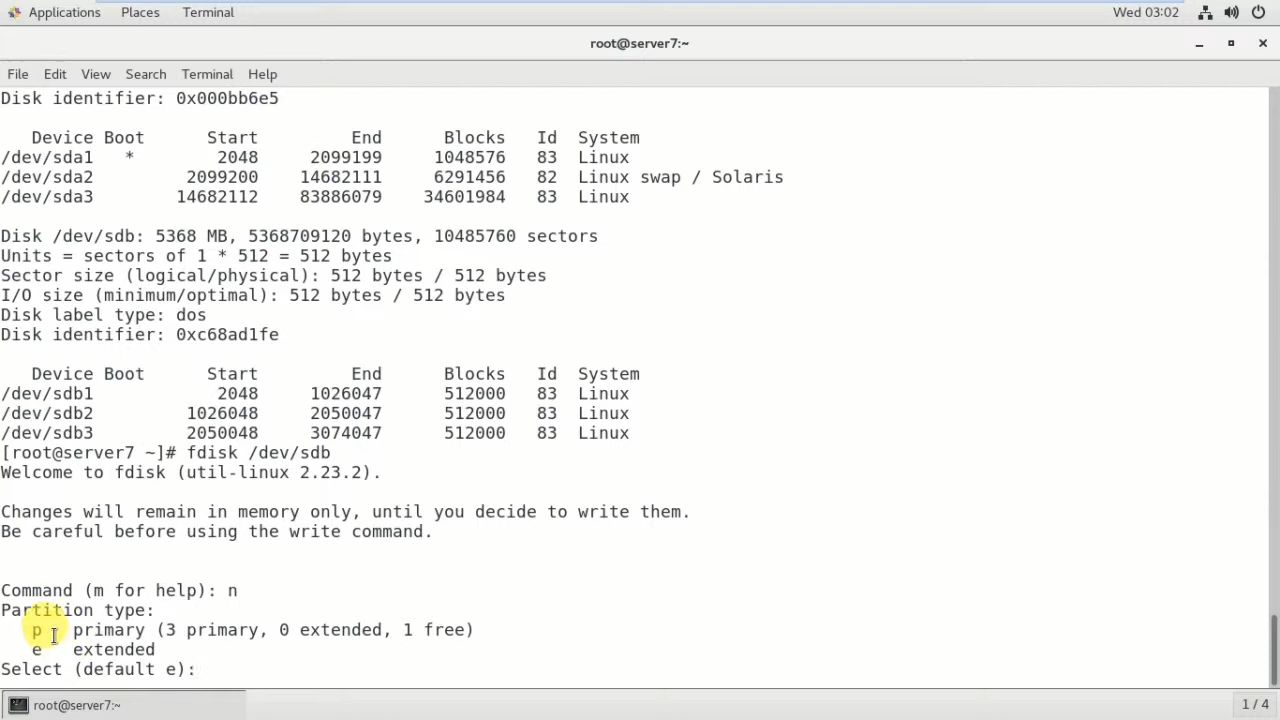 Applications Places Terminal Wed 03:02
root@server7:~
File Edit View Search Terminal Help
Disk identifier: 0x000bb6e5
   Device Boot      Start         End      Blocks   Id  System
/dev/sda1   *        2048     2099199     1048576   83  Linux
/dev/sda2         2099200    14682111     6291456   82  Linux swap / Solaris
/dev/sda3        14682112    83886079    34601984   83  Linux
Disk /dev/sdb: 5368 MB, 5368709120 bytes, 10485760 sectors
Units = sectors of 1 * 512 = 512 bytes
Sector size (logical/physical): 512 bytes / 512 bytes
I/O size (minimum/optimal): 512 bytes / 512 bytes
Disk label type: dos
Disk identifier: 0xc68ad1fe
   Device Boot      Start         End      Blocks   Id  System
/dev/sdb1            2048     1026047      512000   83  Linux
/dev/sdb2         1026048     2050047      512000   83  Linux
/dev/sdb3         2050048     3074047      512000   83  Linux
[root@server7 ~]# fdisk /dev/sdb
Welcome to fdisk (util-linux 2.23.2).
Changes will remain in memory only, until you decide to write them.
Be careful before using the write command.
Command (m for help): n
Partition type:
   p   primary (3 primary, 0 extended, 1 free)
   e   extended
Select (default e):
root@server7:~ 1 / 4